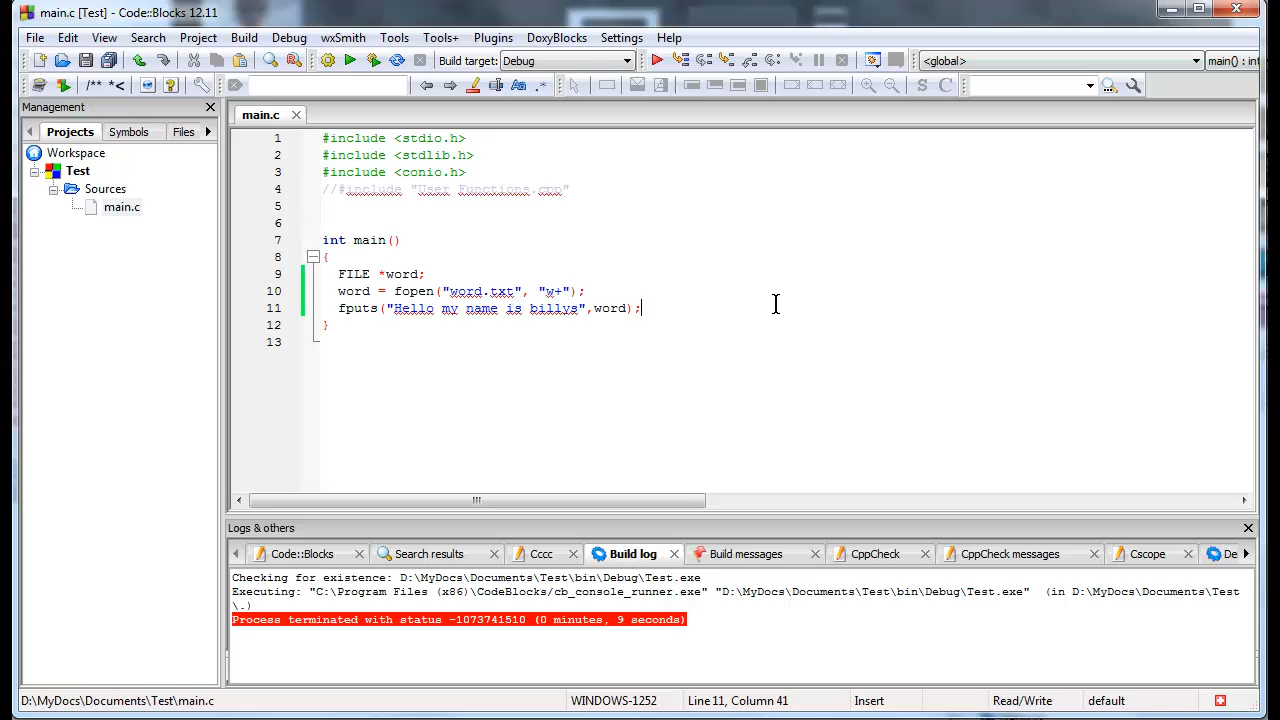 main.c [Test] - Code::Blocks 12.11
File Edit View Search Project Build Debug wxSmith Tools Tools+ Plugins DoxyBlocks Settings Help
Build target: Debug <global> main() : int
/** *<
Management
main.c
Projects Symbols Files
Workspace
Test
Sources
main.c
1 #include <stdio.h>
2 #include <stdlib.h>
3 #include <conio.h>
4 //#include "User Functions.cpp"
5
6
7 int main()
8 {
9 FILE *word;
10 word = fopen("word.txt", "w+");
11 fputs("Hello my name is billys",word);
12 }
13
Logs & others
Code::Blocks Search results Cccc Build log Build messages CppCheck CppCheck messages Cscope De
Checking for existence: D:\MyDocs\Documents\Test\bin\Debug\Test.exe
Executing: "C:\Program Files (x86)\CodeBlocks/cb_console_runner.exe" "D:\MyDocs\Documents\Test\bin\Debug\Test.exe" (in D:\MyDocs\Documents\Test
\.)
Process terminated with status -1073741510 (0 minutes, 9 seconds)
D:\MyDocs\Documents\Test\main.c WINDOWS-1252 Line 11, Column 41 Insert Read/Write default